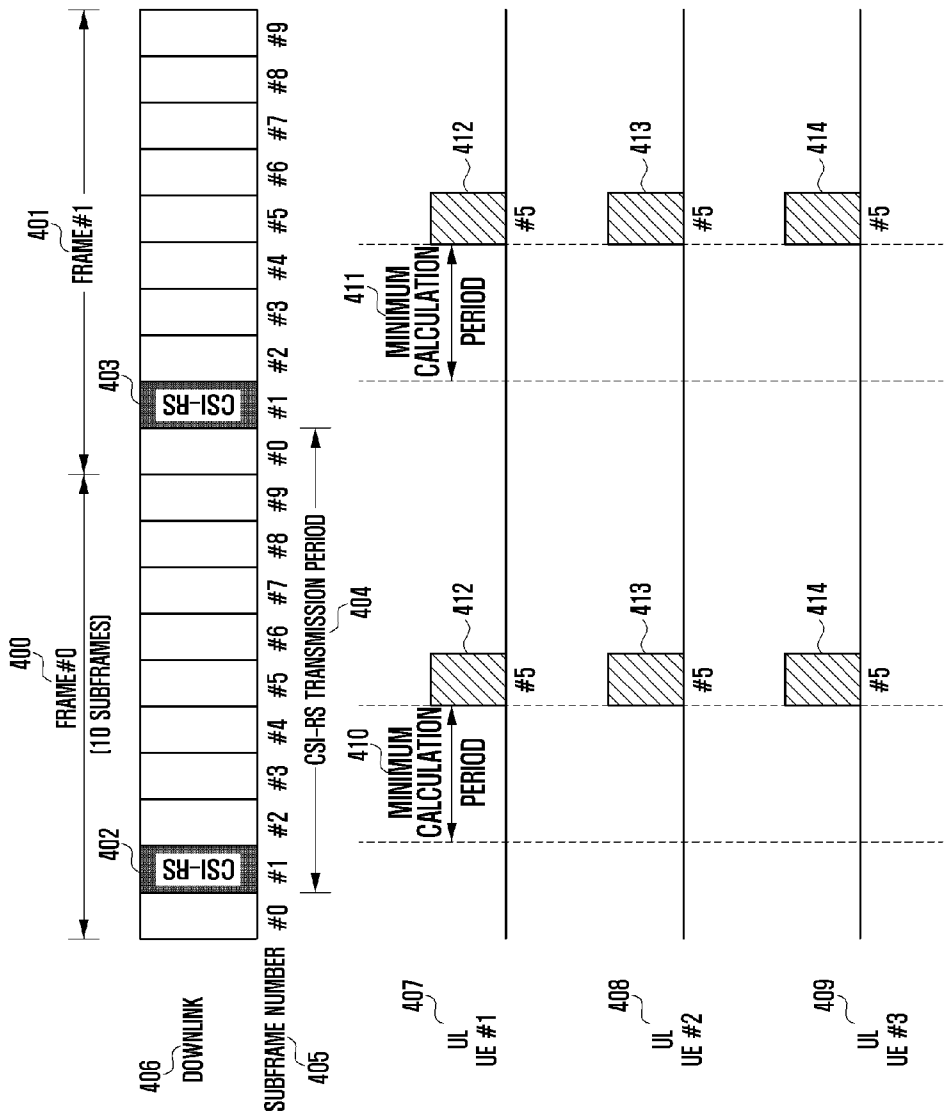 400
FRAME#0
[10 SUBFRAMES]
401
FRAME#1
402
403
406
DOWNLINK
CSI-RS
CSI-RS
SUBFRAME NUMBER
405
#0 #1 #2 #3 #4 #5 #6 #7 #8 #9 #0 #1 #2 #3 #4 #5 #6 #7 #8 #9
CSI-RS TRANSMISSION PERIOD
404
407
UL
UE #1
410
MINIMUM
CALCULATION
PERIOD
412
#5
411
MINIMUM
CALCULATION
PERIOD
412
#5
408
UL
UE #2
413
#5
413
#5
409
UL
UE #3
414
#5
414
#5